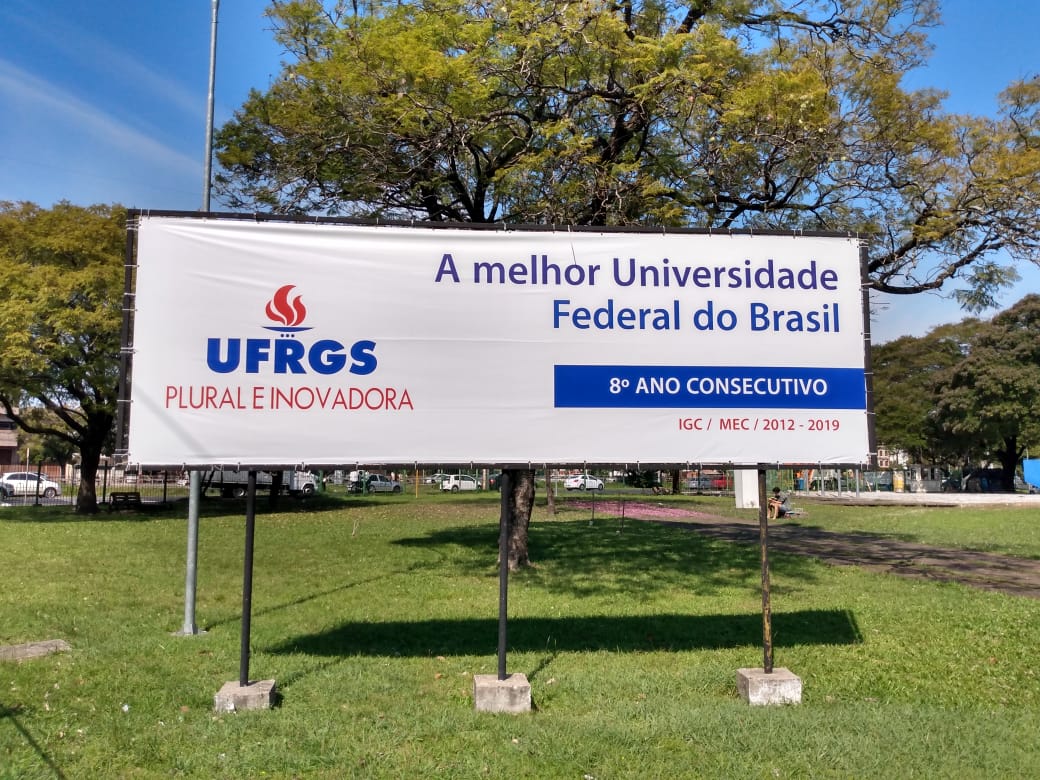 UFRGS
PLURAL E INOVADORA
A melhor Universidade
Federal do Brasil
8º ANO CONSECUTIVO
IGC / MEC / 2012 - 2019